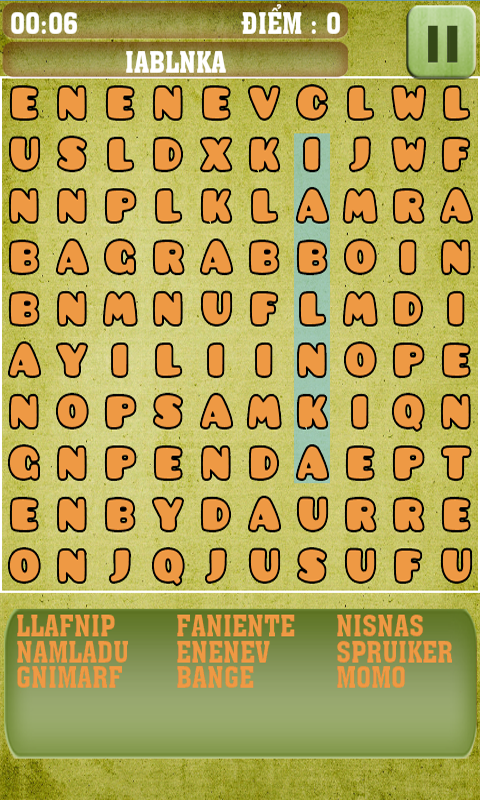 00:06 ĐIỂM : 0
IABLNKA
E N E N E V C L W L
U S L D X K I J W F
N N P L K L A M R A
B A G R A B B O I N
B N M N U F L M D I
A Y I L I I N O P E
N O P S A M K I Q N
G N P E N D A E P T
E N B Y D A U R R E
O N J Q J U S U F U
LLAFNIP FANIENTE NISNAS
NAMLADU ENENEV SPRUIKER
GNIMARF BANGE MOMO